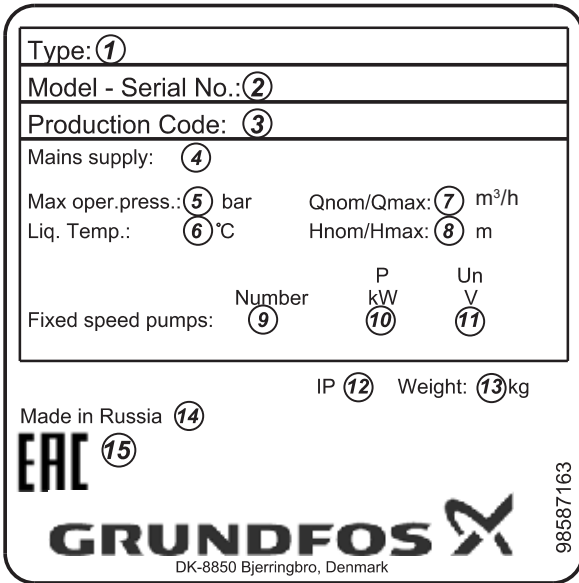 Type: 1
Model - Serial No.: 2
Production Code: 3
Mains supply: 4
Max oper.press.: 5 bar Qnom/Qmax: 7 m³/h
Liq. Temp.: 6 °C Hnom/Hmax: 8 m
P Un
Number kW V
Fixed speed pumps: 9 10 11
IP 12 Weight: 13 kg
Made in Russia 14
EAC 15
98587163
GRUNDFOS
DK-8850 Bjerringbro, Denmark